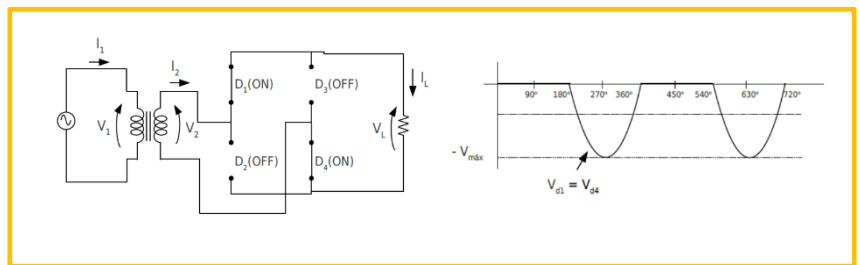 I1
I2
D1(ON) D3(OFF)
IL
V1 V2
VL
D2(OFF) D4(ON)
90° 180° 270° 360° 450° 540° 630° 720°
- Vmáx
Vd1 = Vd4